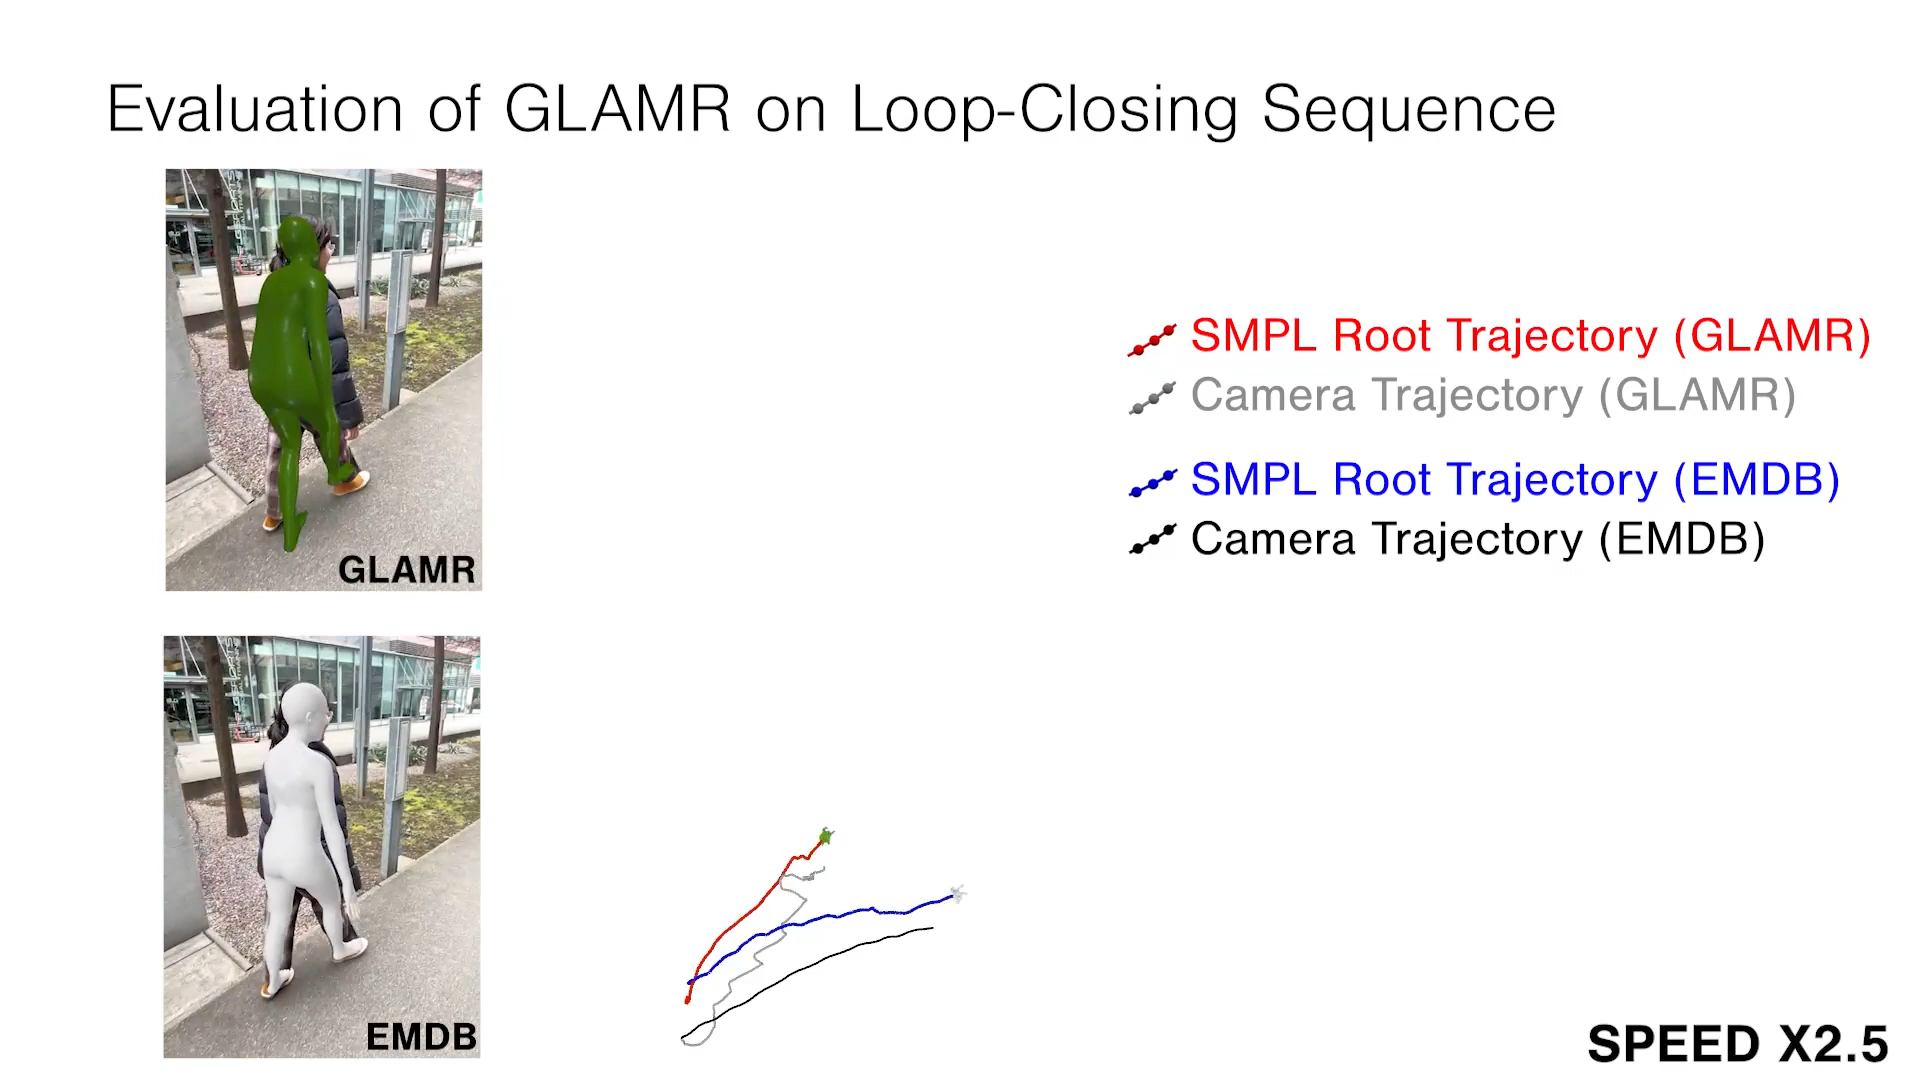 Evaluation of GLAMR on Loop-Closing Sequence
GLAMR
SMPL Root Trajectory (GLAMR)
Camera Trajectory (GLAMR)
SMPL Root Trajectory (EMDB)
Camera Trajectory (EMDB)
EMDB
SPEED X2.5